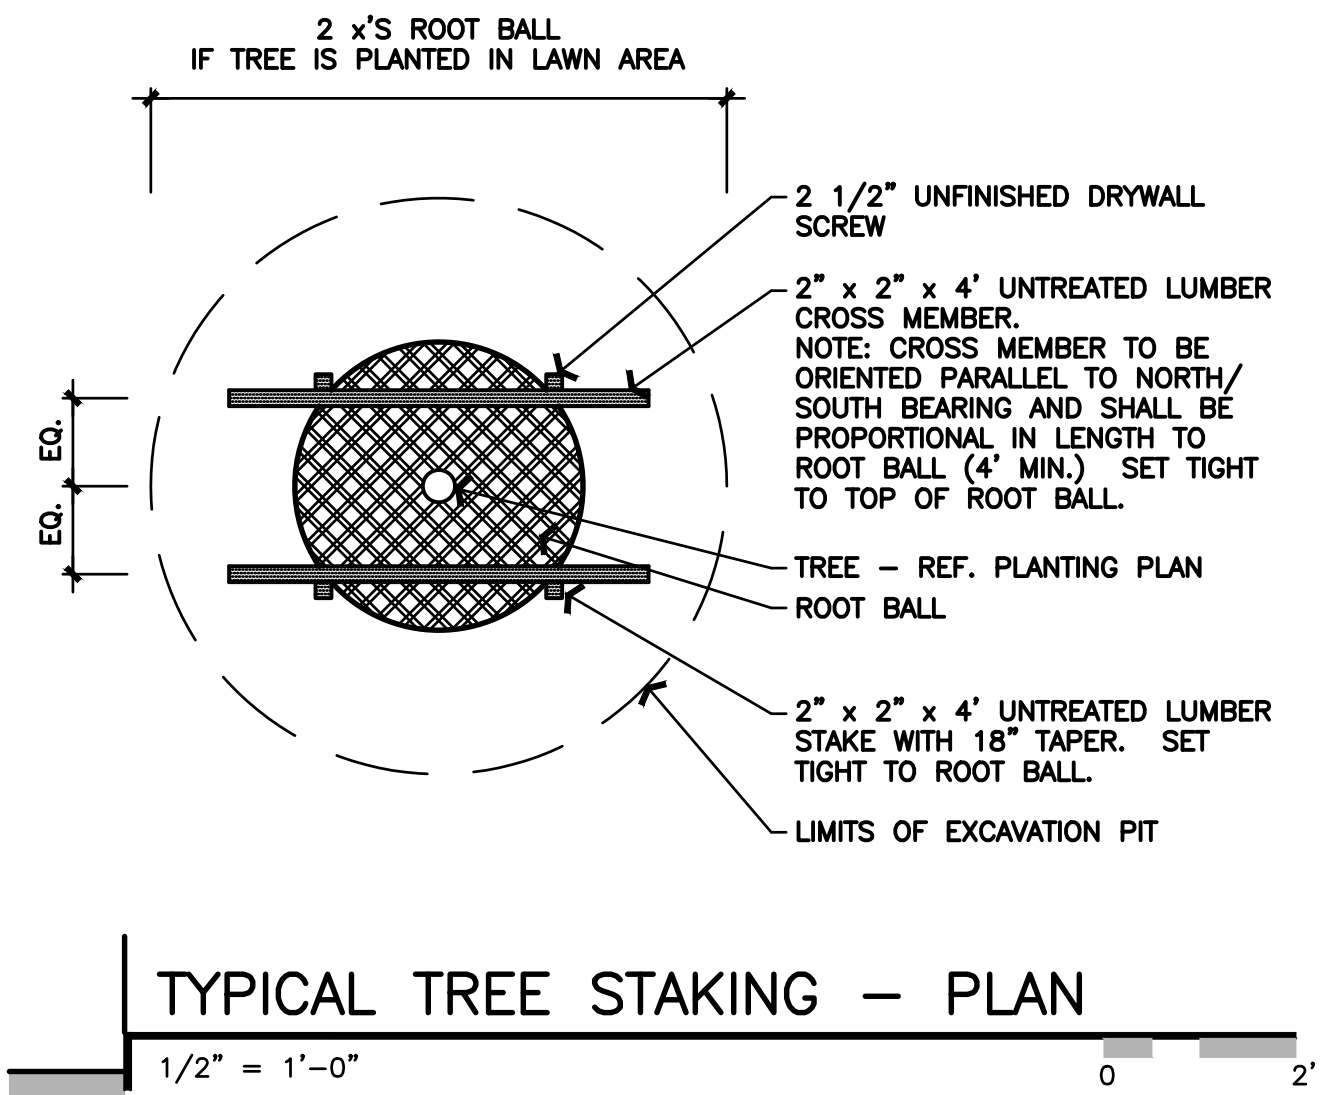 2 x'S ROOT BALL
IF TREE IS PLANTED IN LAWN AREA
2 1/2" UNFINISHED DRYWALL
SCREW
2" x 2" x 4' UNTREATED LUMBER
CROSS MEMBER.
NOTE: CROSS MEMBER TO BE
ORIENTED PARALLEL TO NORTH/
SOUTH BEARING AND SHALL BE
PROPORTIONAL IN LENGTH TO
ROOT BALL (4' MIN.) SET TIGHT
TO TOP OF ROOT BALL.
EQ.
EQ.
TREE – REF. PLANTING PLAN
ROOT BALL
2" x 2" x 4' UNTREATED LUMBER
STAKE WITH 18" TAPER. SET
TIGHT TO ROOT BALL.
LIMITS OF EXCAVATION PIT
TYPICAL TREE STAKING – PLAN
1/2" = 1'-0"
0 2'